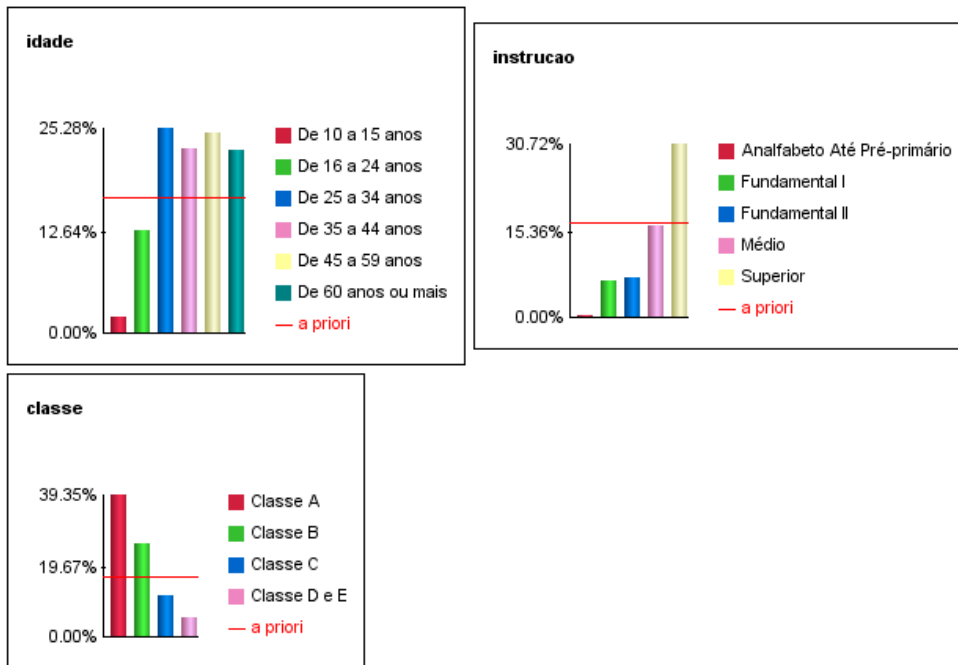 idade
25.28%
12.64%
0.00%
De 10 a 15 anos
De 16 a 24 anos
De 25 a 34 anos
De 35 a 44 anos
De 45 a 59 anos
De 60 anos ou mais
a priori
instrucao
30.72%
15.36%
0.00%
Analfabeto Até Pré-primário
Fundamental I
Fundamental II
Médio
Superior
a priori
classe
39.35%
19.67%
0.00%
Classe A
Classe B
Classe C
Classe D e E
a priori